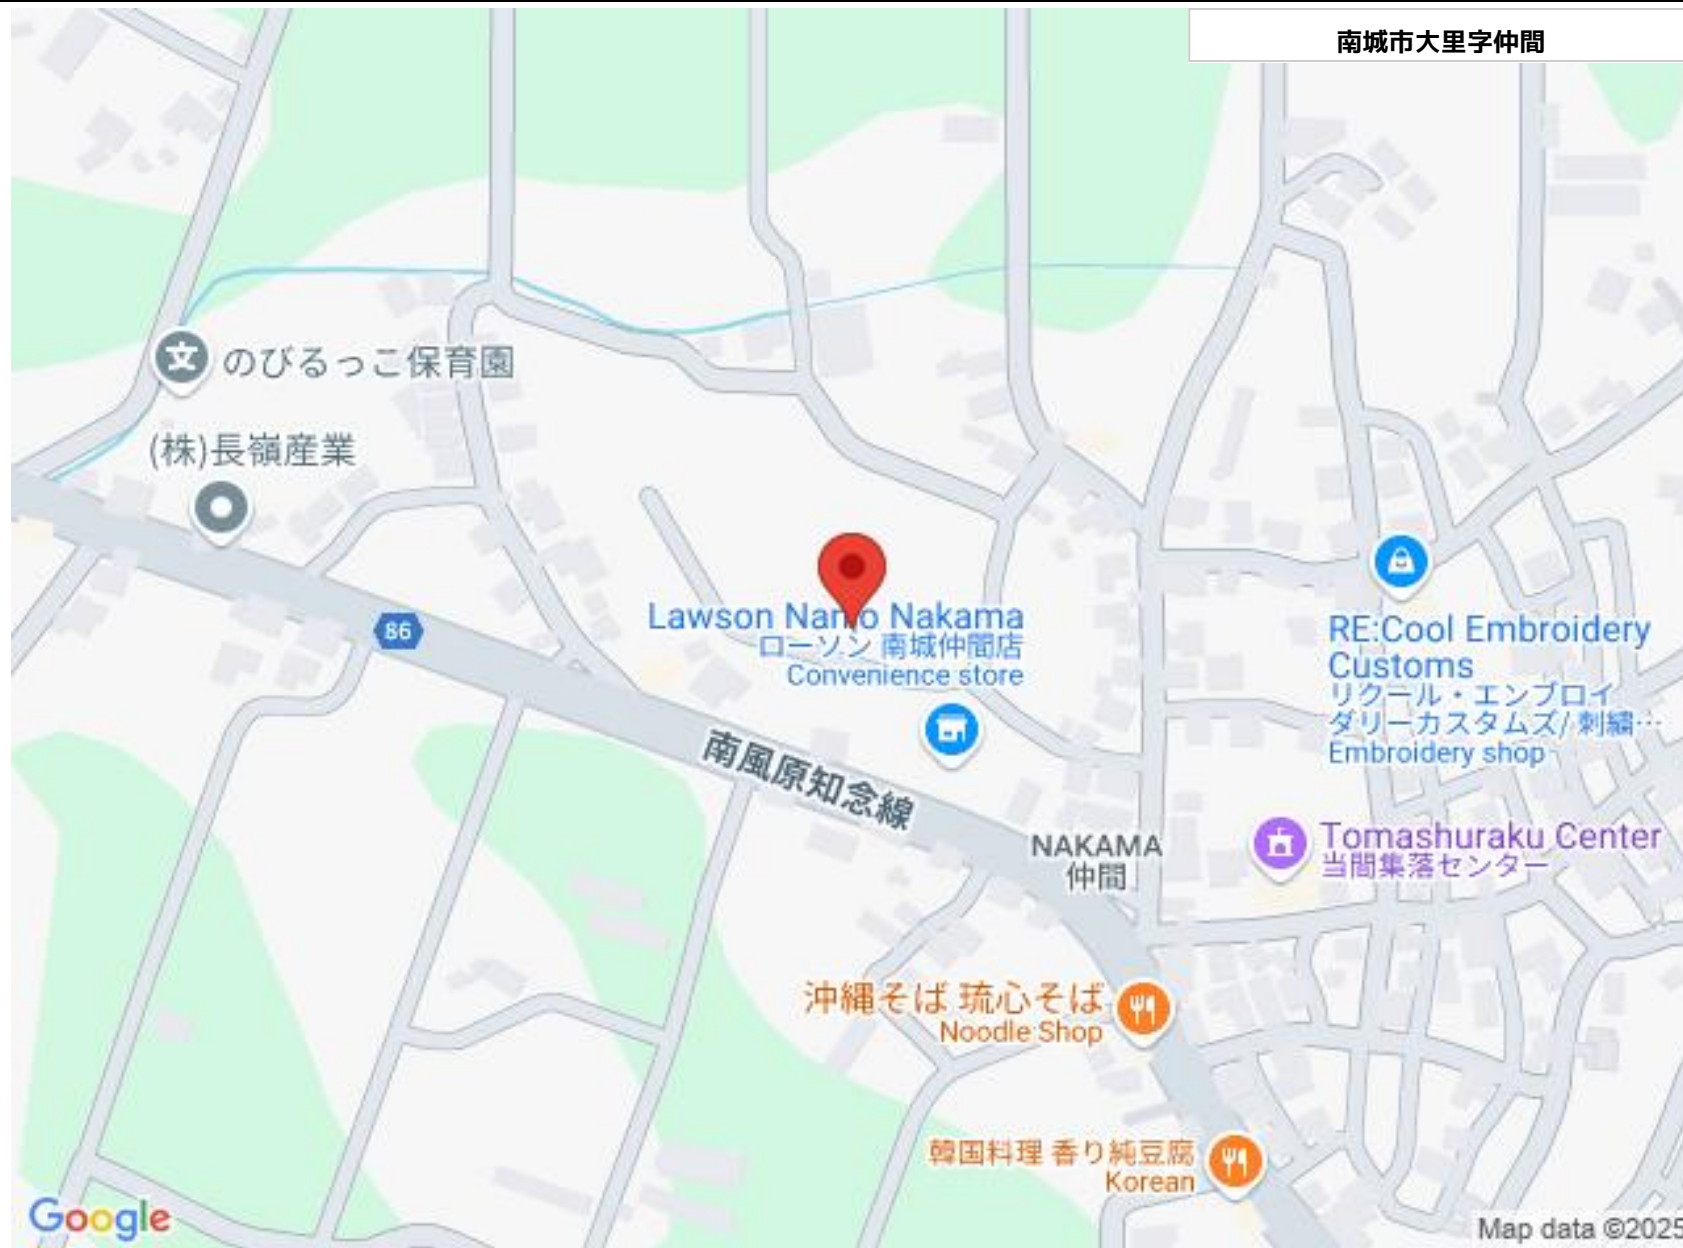 南城市大里字仲間
のびるっこ保育園
(株)長嶺産業
86
Lawson Nanjo Nakama
ローソン 南城仲間店
Convenience store
RE:Cool Embroidery
Customs
リクール・エンブロイ
ダリーカスタムズ/ 刺繍…
Embroidery shop
南風原知念線
NAKAMA
仲間
Tomashuraku Center
当間集落センター
沖縄そば 琉心そば
Noodle Shop
韓国料理 香り純豆腐
Korean
Google
Map data ©2025